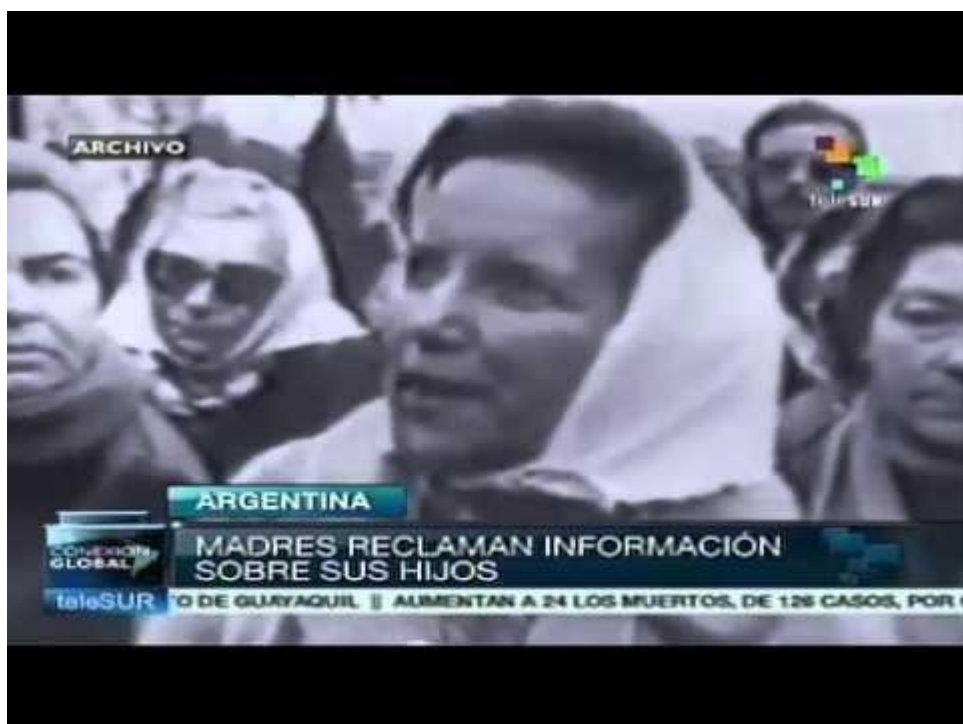 ARCHIVO
teleSUR
ARGENTINA
CONEXIÓN
GLOBAL
MADRES RECLAMAN INFORMACIÓN
SOBRE SUS HIJOS
teleSUR
TO DE GUAYAQUIL || AUMENTAN A 24 LOS MUERTOS, DE 126 CASOS, POR